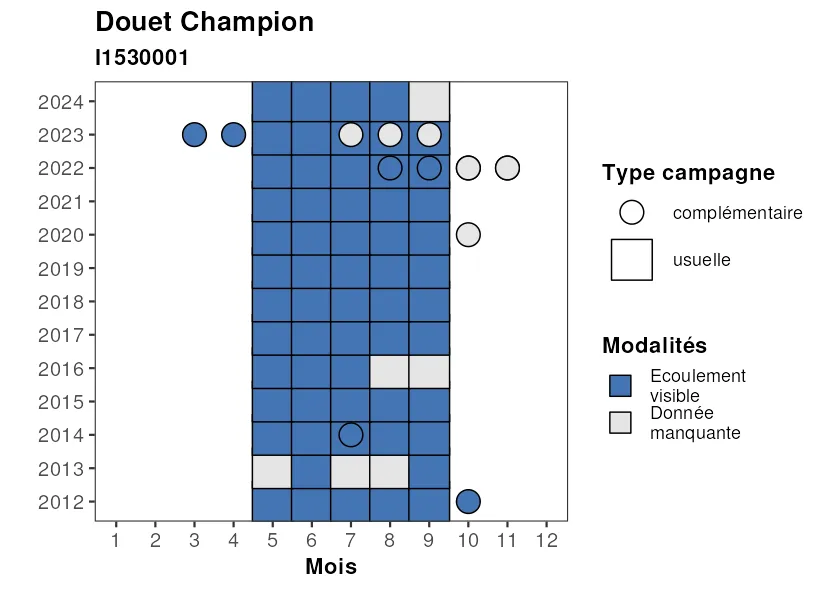 Douet Champion
I1530001
2024
2023
2022
2021
2020
2019
2018
2017
2016
2015
2014
2013
2012
1 2 3 4 5 6 7 8 9 10 11 12
Mois
Type campagne
complémentaire
usuelle
Modalités
Ecoulement
visible
Donnée
manquante